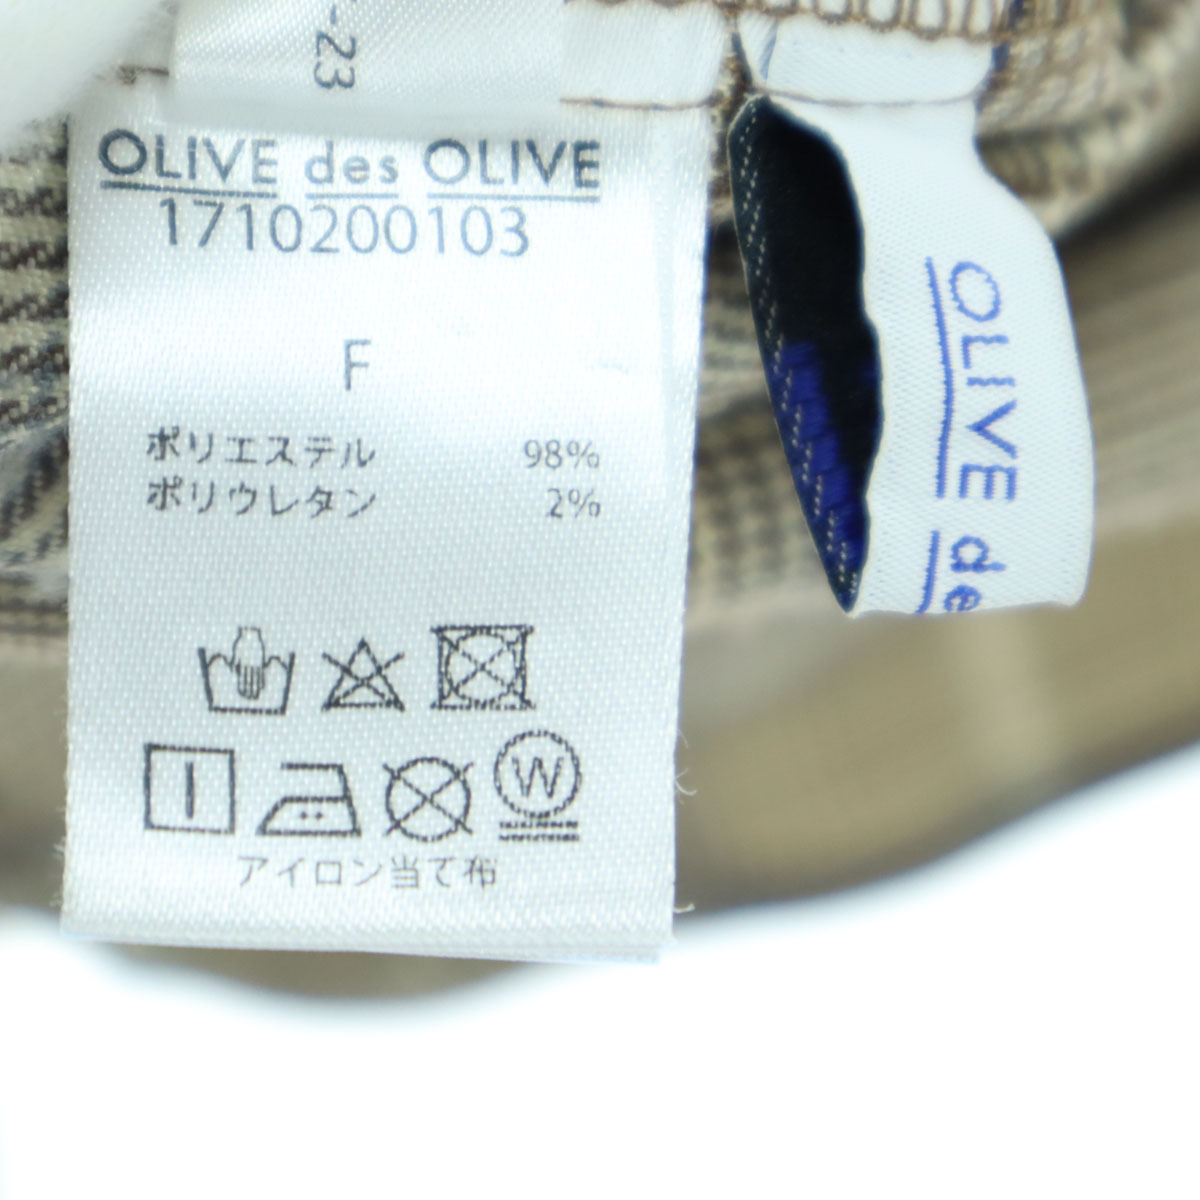 -23
OLIVE des OLIVE
1710200103
F
ポリエステル 98%
ポリウレタン 2%
W
アイロン当て布
OLIVE de